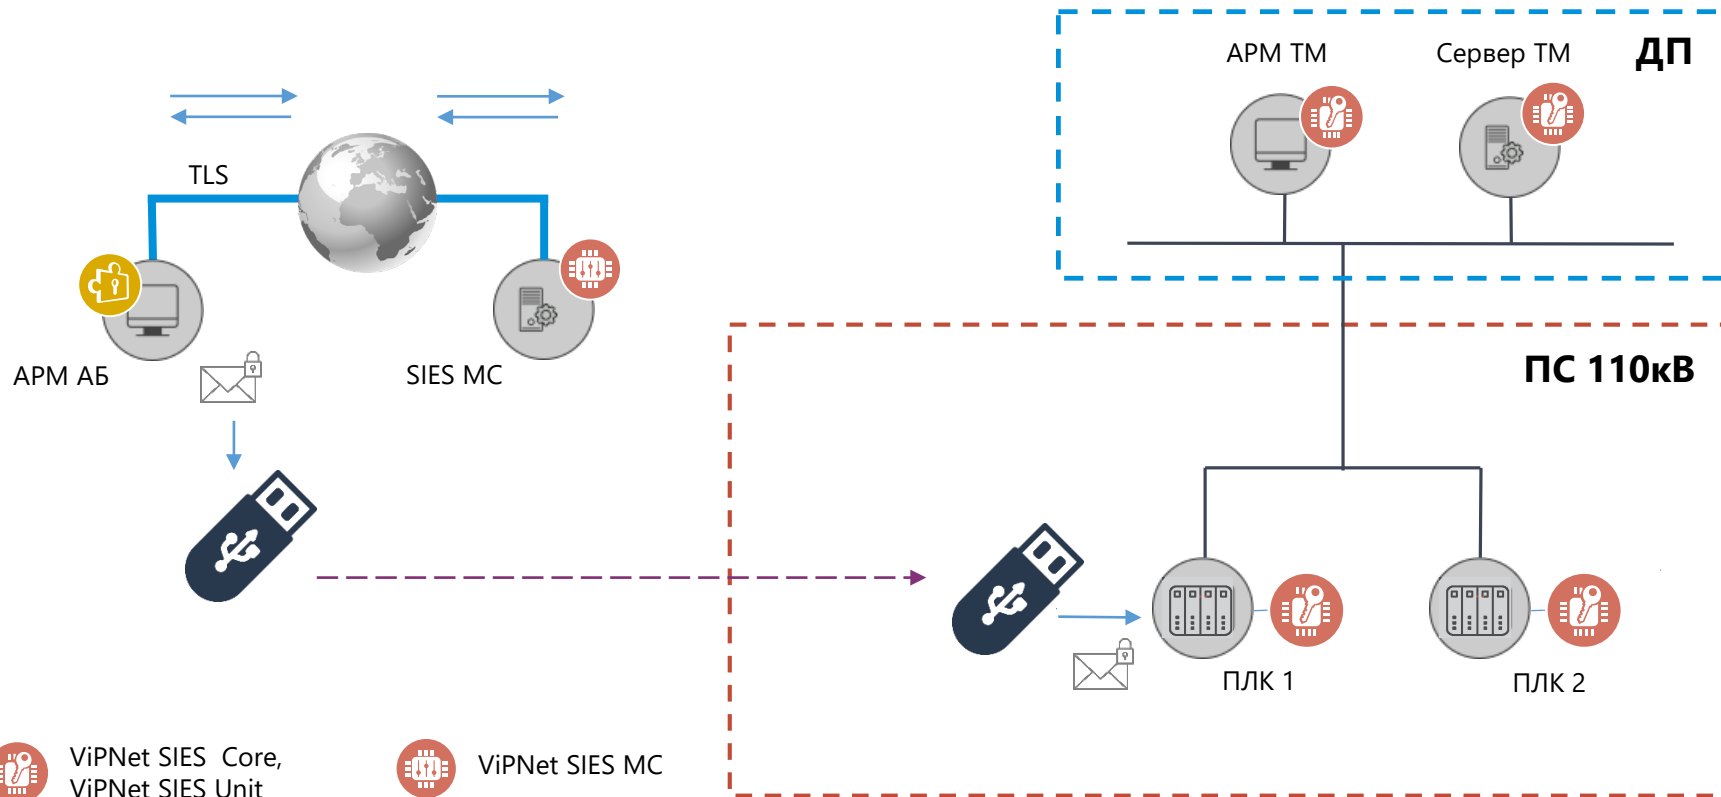 АРМ ТМ
Сервер ТМ
ДП
TLS
АРМ АБ
SIES MC
ПС 110кВ
ПЛК 1
ПЛК 2
ViPNet SIES Core,
ViPNet SIES Unit
ViPNet SIES MC